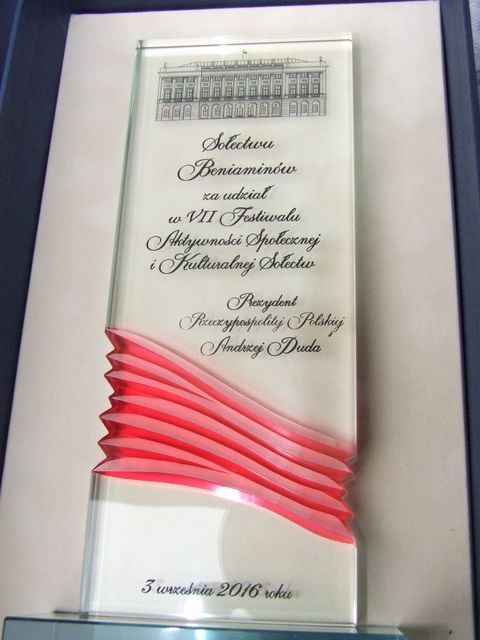 Sołectwu
Beniaminów
za udział
w VII Festiwalu
Aktywności Społecznej
i Kulturalnej Sołectw
Prezydent
Rzeczypospolitej Polskiej
Andrzej Duda
3 września 2016 roku